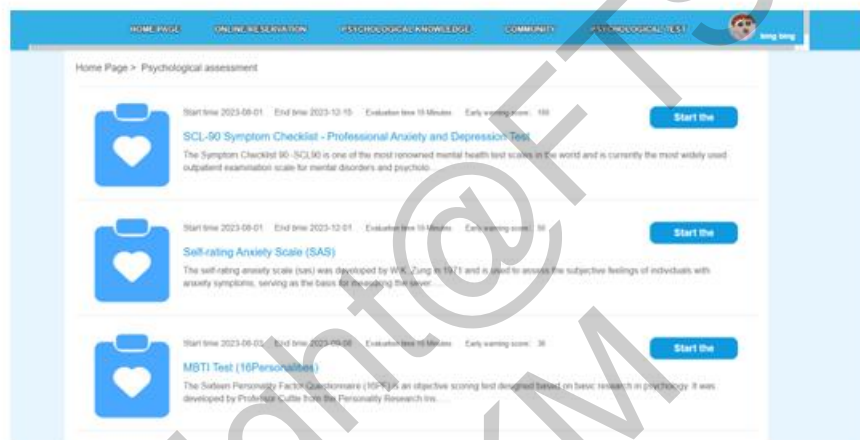 HOME PAGE ONLINE RESERVATION PSYCHOLOGICAL KNOWLEDGE COMMUNITY PSYCHOLOGICAL TEST bing bing
Home Page > Psychological assessment
Start time 2023-08-01 End time 2023-12-15 Evaluation time 10 Minutes Early warning score: 160
Start the
SCL-90 Symptom Checklist - Professional Anxiety and Depression Test
The Symptom Checklist 90 -SCL90 is one of the most renowned mental health test scales in the world and is currently the most widely used
outpatient examination scale for mental disorders and psycholo...
Start time 2023-08-01 End time 2023-12-01 Evaluation time 10 Minutes Early warning score: 50
Start the
Self-rating Anxiety Scale (SAS)
The self-rating anxiety scale (sas) was developed by W.K. Zung in 1971 and is used to assess the subjective feelings of individuals with
anxiety symptoms, serving as the basis for measuring the sever...
Start time 2023-08-03 End time 2023-09-08 Evaluation time 10 Minutes Early warning score: 36
Start the
MBTI Test (16Personalities)
The Sixteen Personality Factor Questionnaire (16PF) is an objective scoring test designed based on basic research in psychology. It was
developed by Professor Cutte from the Personality Research Ins...